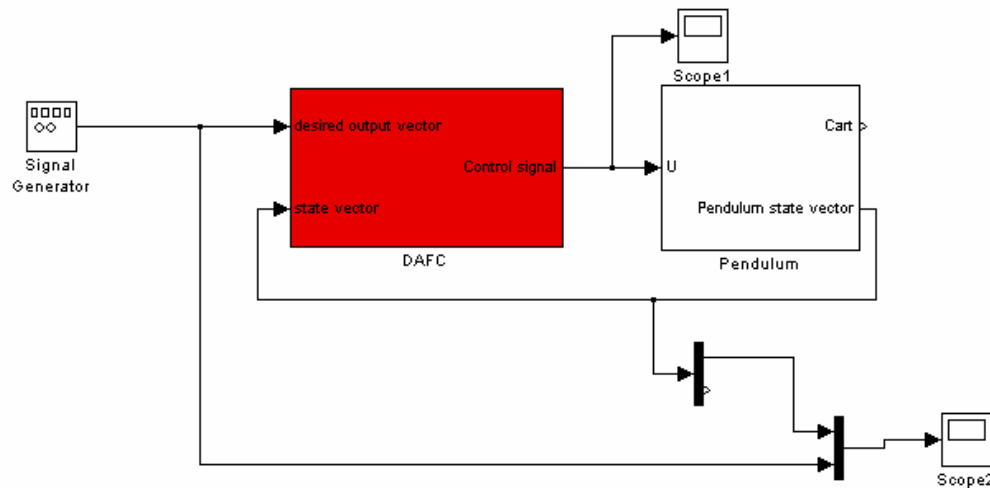 Scope1
desired output vector
Cart
Signal
Generator
Control signal
U
state vector
Pendulum state vector
DAFC
Pendulum
Scope2